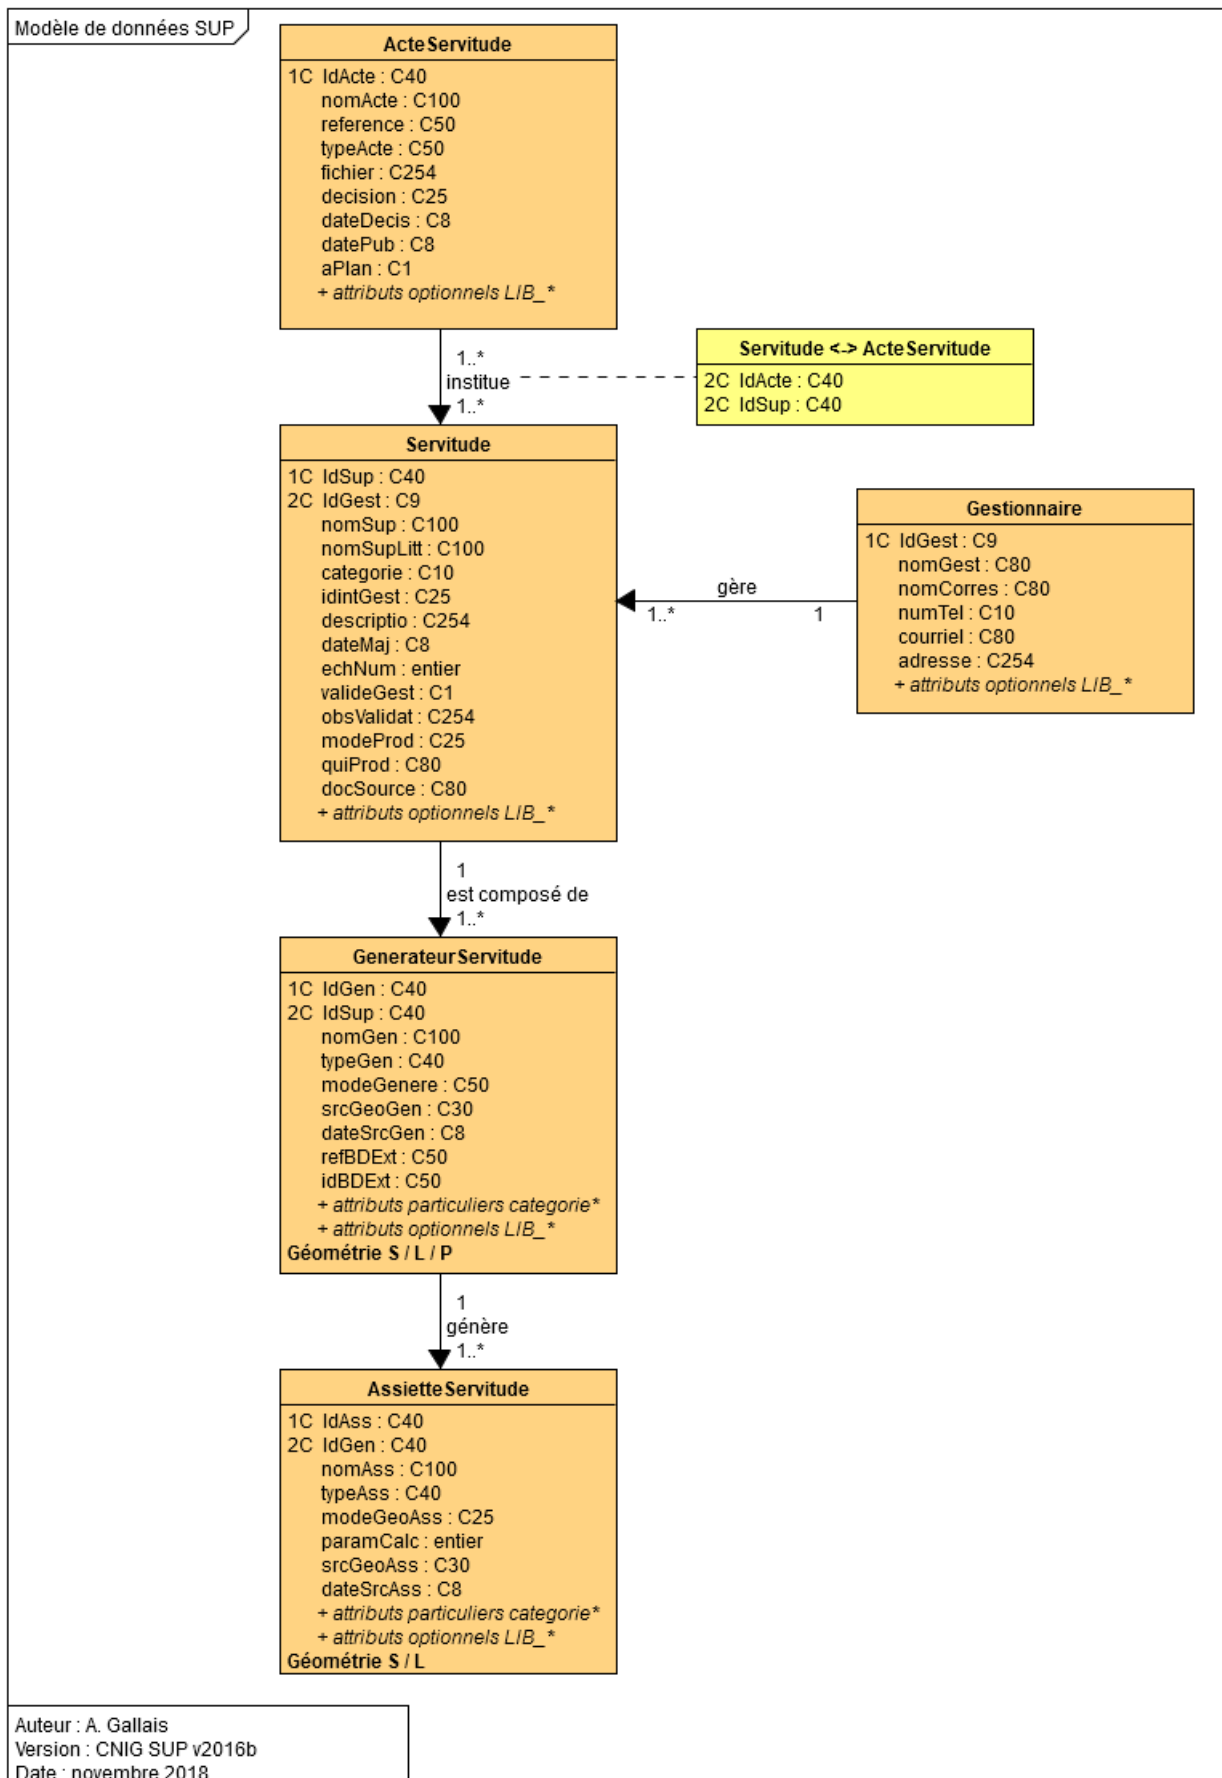 Modèle de données SUP
ActeServitude
1C IdActe : C40
nomActe : C100
reference : C50
typeActe : C50
fichier : C254
decision : C25
dateDecis : C8
datePub : C8
aPlan : C1
+ attributs optionnels LIB_*
1..*
institue
1..*
Servitude <-> ActeServitude
2C IdActe : C40
2C IdSup : C40
Servitude
1C IdSup : C40
2C IdGest : C9
nomSup : C100
nomSupLitt : C100
categorie : C10
idintGest : C25
descriptio : C254
dateMaj : C8
echNum : entier
valideGest : C1
obsValidat : C254
modeProd : C25
quiProd : C80
docSource : C80
+ attributs optionnels LIB_*
gère
1..*
1
Gestionnaire
1C IdGest : C9
nomGest : C80
nomCorres : C80
numTel : C10
courriel : C80
adresse : C254
+ attributs optionnels LIB_*
1
est composé de
1..*
GenerateurServitude
1C IdGen : C40
2C IdSup : C40
nomGen : C100
typeGen : C40
modeGenere : C50
srcGeoGen : C30
dateSrcGen : C8
refBDExt : C50
idBDExt : C50
+ attributs particuliers categorie*
+ attributs optionnels LIB_*
Géométrie S / L / P
1
génère
1..*
AssietteServitude
1C IdAss : C40
2C IdGen : C40
nomAss : C100
typeAss : C40
modeGeoAss : C25
paramCalc : entier
srcGeoAss : C30
dateSrcAss : C8
+ attributs particuliers categorie*
+ attributs optionnels LIB_*
Géométrie S / L
Auteur : A. Gallais
Version : CNIG SUP v2016b
Date : novembre 2018